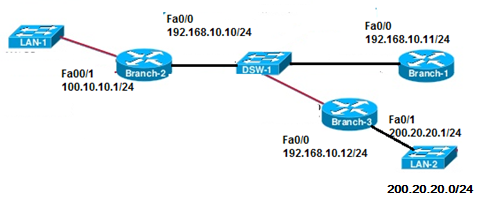 Fa0/0
192.168.10.10/24
Fa0/0
192.168.10.11/24
LAN-1
Fa00/1
100.10.10.1/24
Branch-2
DSW-1
Branch-1
Branch-3
Fa0/1
200.20.20.1/24
Fa0/0
192.168.10.12/24
LAN-2
200.20.20.0/24